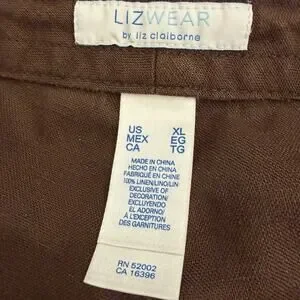 LIZWEAR
by liz claiborne
US XL
MEX EG
CA TG
MADE IN CHINA
HECHO EN CHINA
FABRIQUÉ EN CHINE
100% LINEN/LINO/LIN
EXCLUSIVE OF
DECORATION/
EXCLUYENDO
EL ADORNO/
À L'EXCEPTION
DES GARNITURES
RN 52002
CA 16396